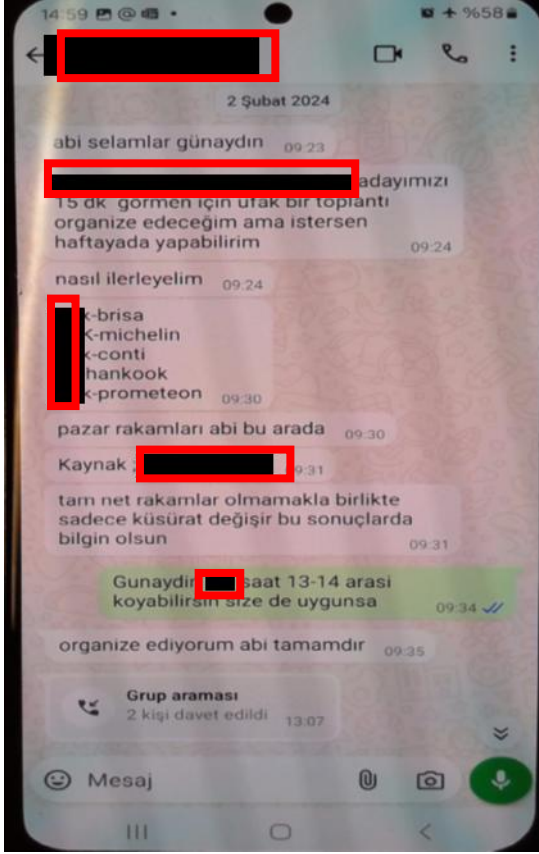 14:59 %58
2 Şubat 2024
abi selamlar günaydın 09:23
adayımızı
15 dk görmen için ufak bir toplantı
organize edeceğim ama istersen
haftayada yapabilirim 09:24
nasıl ilerleyelim 09:24
k-brisa
K-michelin
k-conti
hankook
k-prometeon 09:30
pazar rakamları abi bu arada 09:30
Kaynak ; 09:31
tam net rakamlar olmamakla birlikte
sadece küsürat değişir bu sonuçlarda
bilgin olsun 09:31
Gunaydin saat 13-14 arasi
koyabilirsin size de uygunsa 09:34
organize ediyorum abi tamamdır 09:35
Grup araması
2 kişi davet edildi 13:07
Mesaj